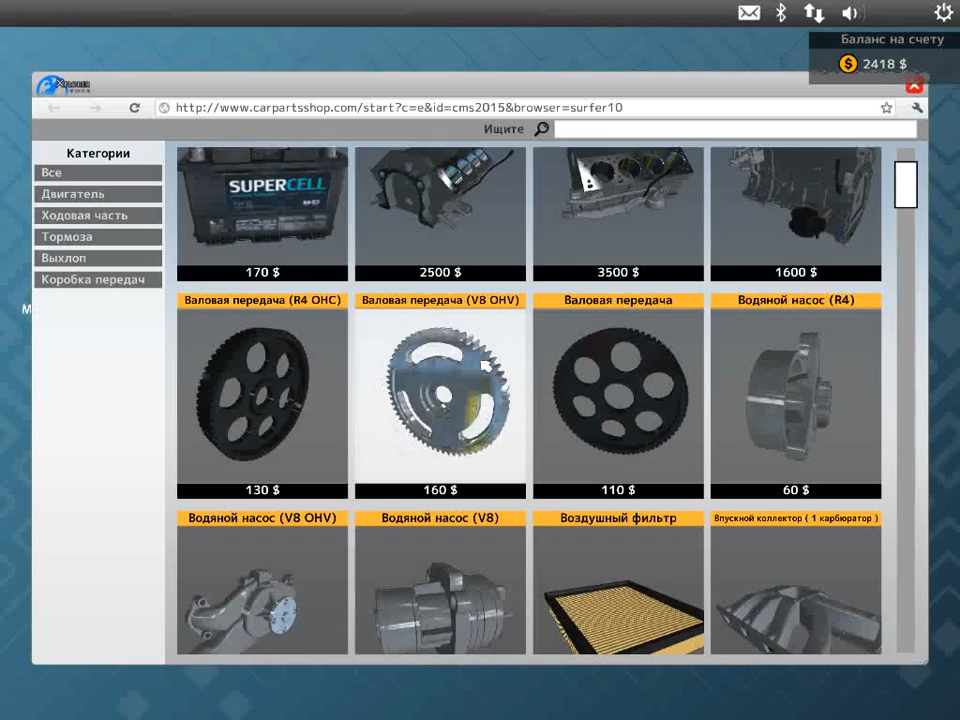 Баланс на счету
$ 2418 $
XPLORER
http://www.carpartsshop.com/start?c=e&id=cms2015&browser=surfer10
Ищите
Категории
Все
Двигатель
Ходовая часть
Тормоза
Выхлоп
Коробка передач
SUPERCELL
170 $
2500 $
3500 $
1600 $
Валовая передача (R4 OHC)
Валовая передача (V8 OHV)
Валовая передача
Водяной насос (R4)
130 $
160 $
110 $
60 $
Водяной насос (V8 OHV)
Водяной насос (V8)
Воздушный фильтр
Впускной коллектор ( 1 карбюратор )
М